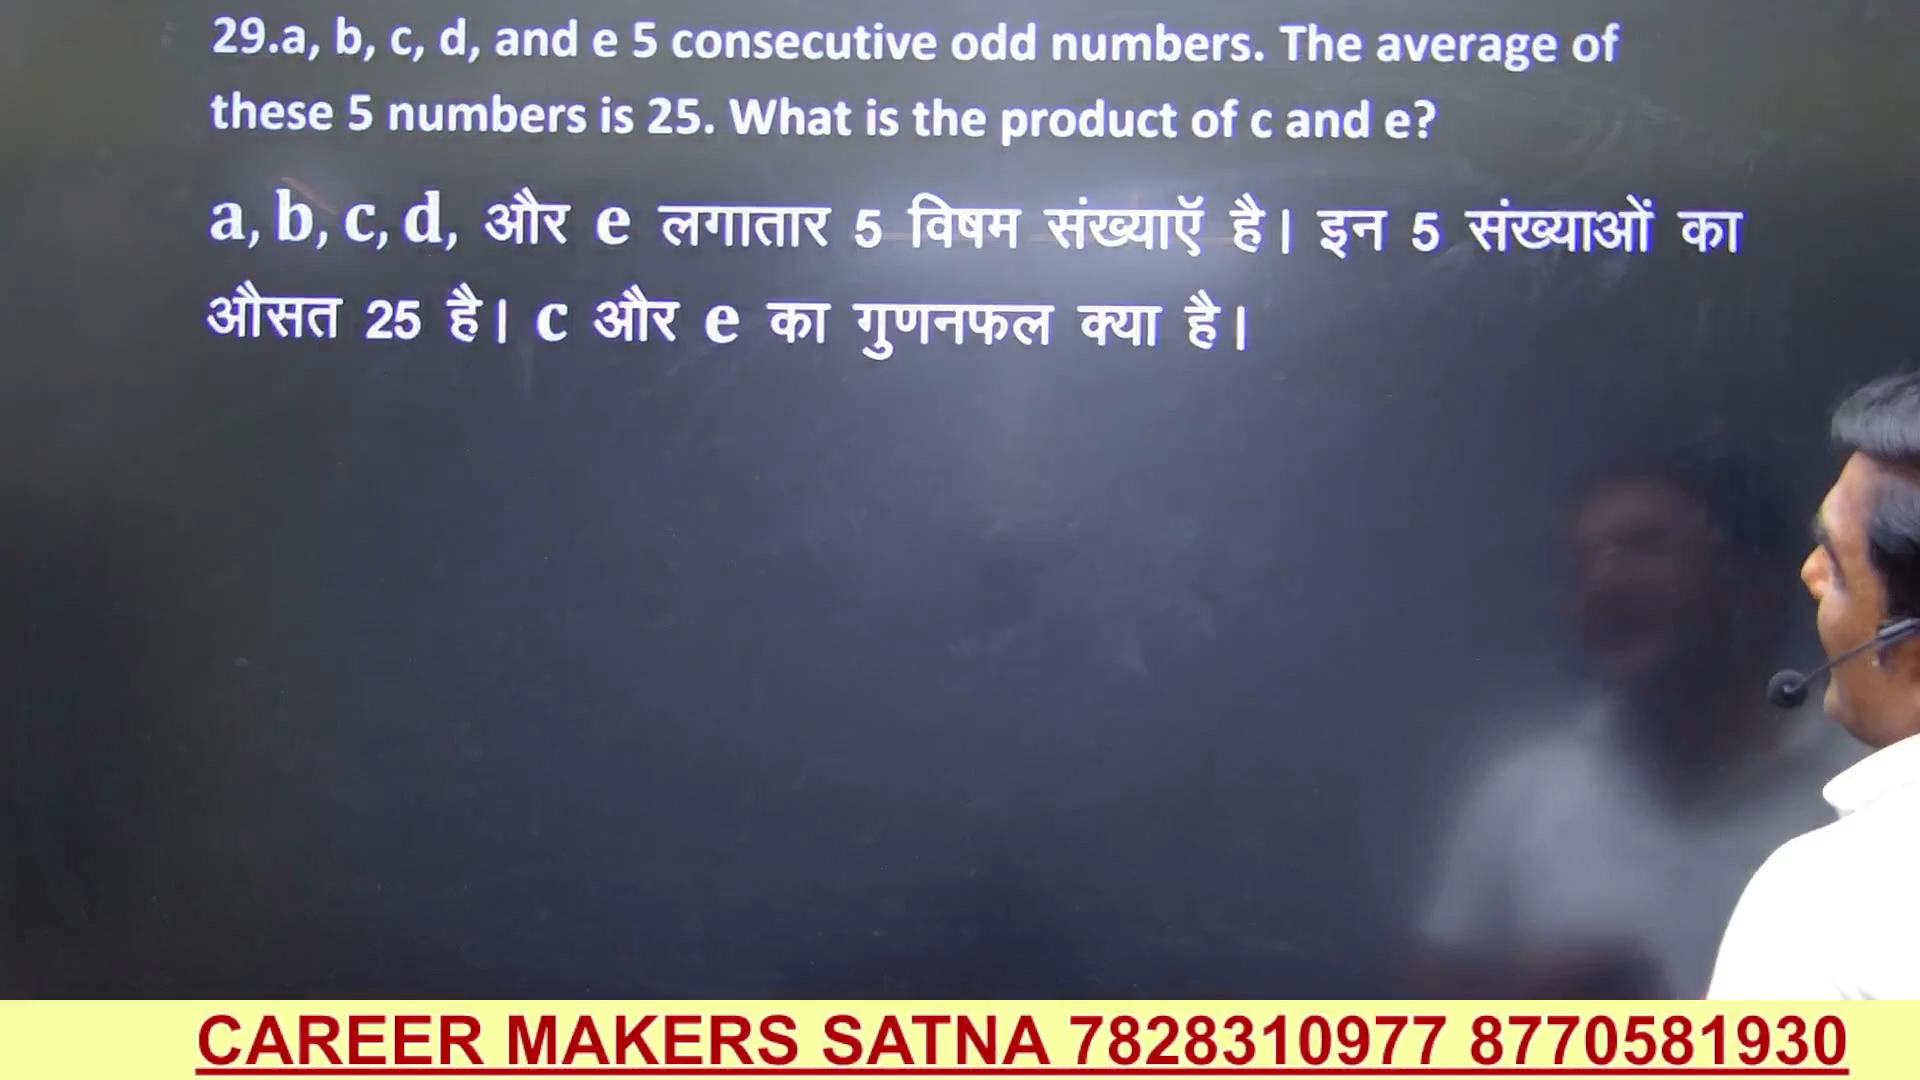 29.a, b, c, d, and e 5 consecutive odd numbers. The average of
these 5 numbers is 25. What is the product of c and e?
a, b, c, d, और e लगातार 5 विषम संख्याऍ है। इन 5 संख्याओं का
औसत 25 है। c और e का गुणनफल क्या है।
CAREER MAKERS SATNA 7828310977 8770581930